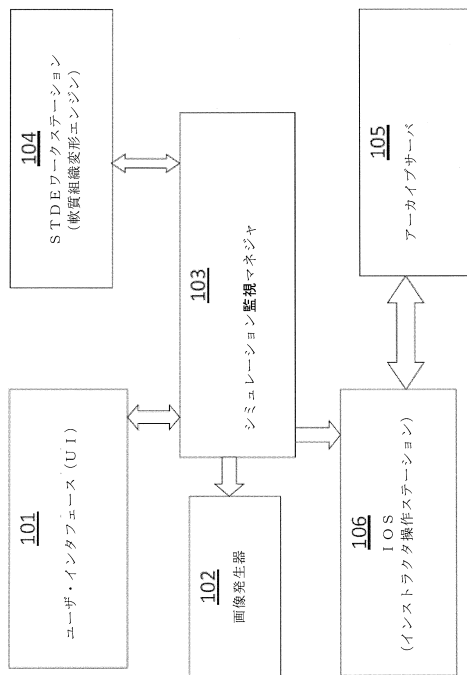 101
ユーザ・インタフェース (UI)
104
STDEワークステーション
(軟質組織変形エンジン)
102
画像発生器
103
シミュレーション監視マネジャ
106
IOS
(インストラクタ操作ステーション)
105
アーカイブサーバ